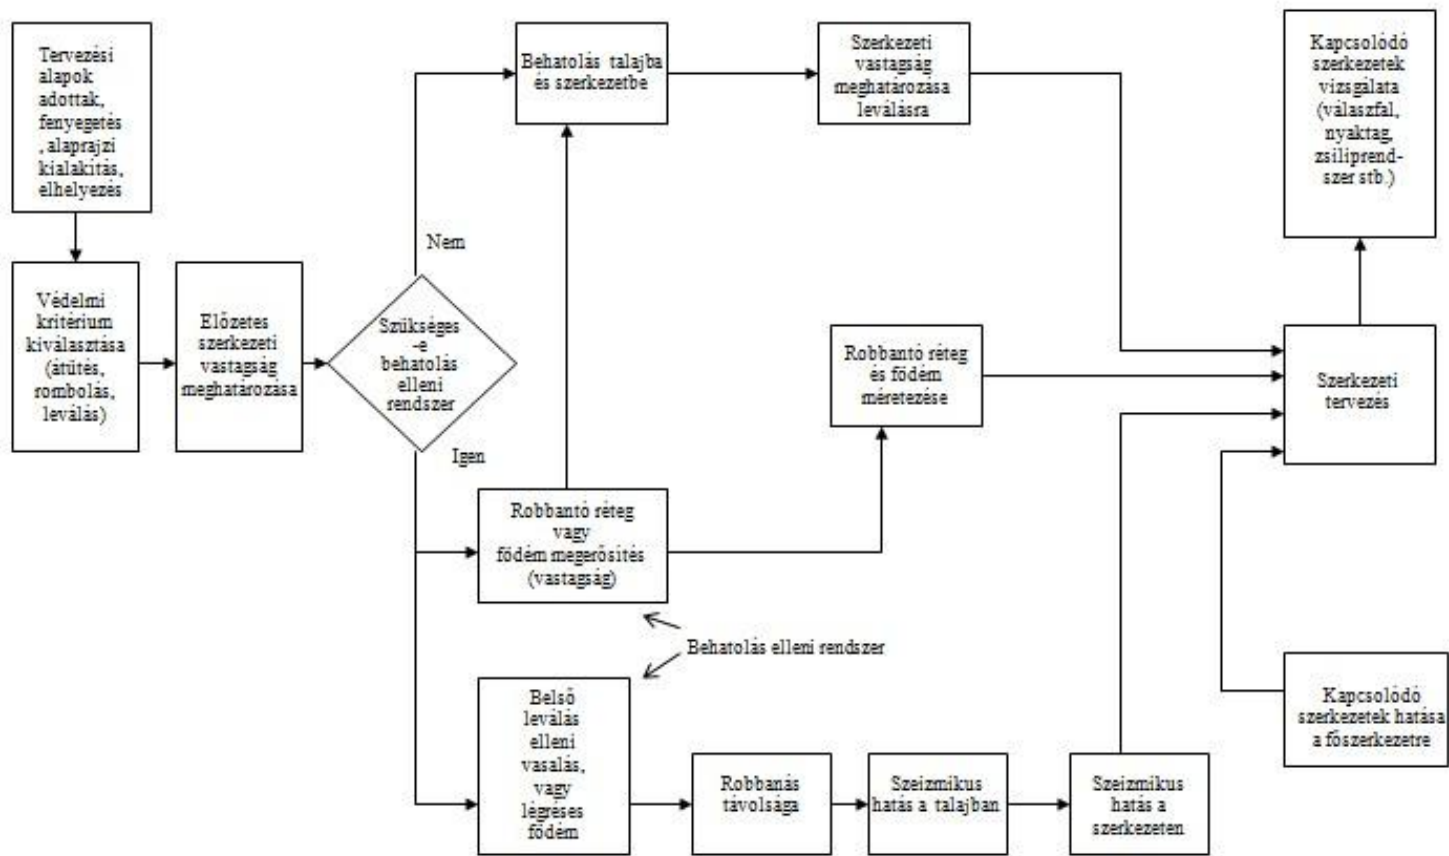 Tervezési
alapok
adottak,
fenyegetés
, alaprajzi
kialakítás,
elhelyezés
Védelmi
kritérium
kiválasztása
(átütés,
rombolás,
leválás)
Előzetes
szerkezeti
vastagság
meghatározása
Szükséges
-e
behatolás
elleni
rendszer
Nem
Igen
Behatolás talajba
és szerkezetbe
Szerkezeti
vastagság
meghatározása
leválásra
Robbantó réteg
vagy
födém megerősítés
(vastagság)
Robbantó réteg
és födém
méretezése
Behatolás elleni rendszer
Belső
leválás
elleni
vasalás,
vagy
légréses
födém
Robbanás
távolsága
Szeizmikus
hatás a talajban
Szeizmikus
hatás a
szerkezeten
Kapcsolódó
szerkezetek
vizsgálata
(válaszfal,
nyaktag,
zsiliprend-
szer stb.)
Szerkezeti
tervezés
Kapcsolódó
szerkezetek hatása
a főszerkezetre